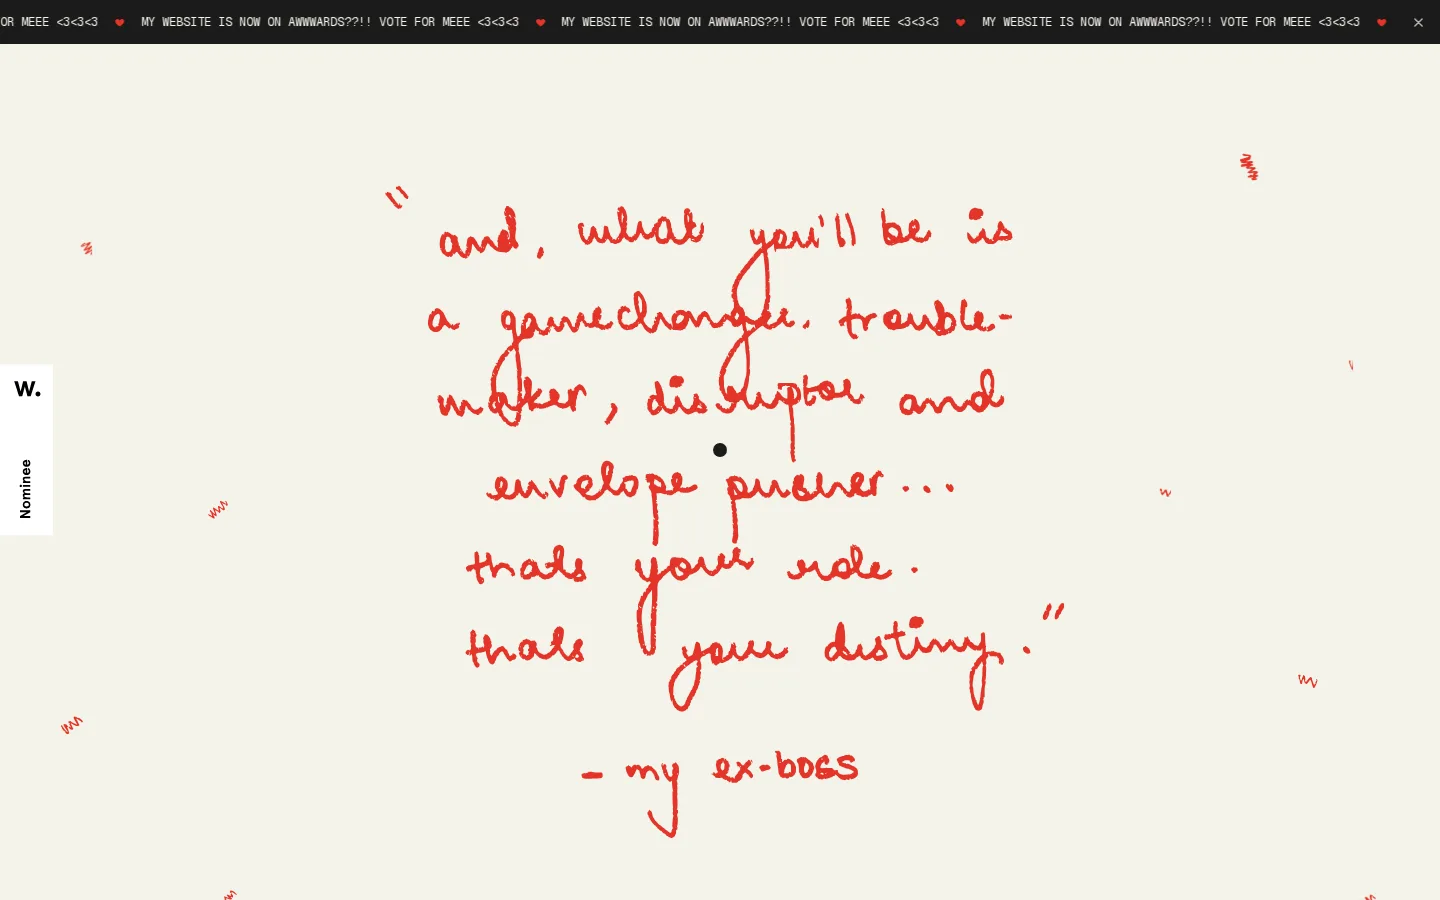 OR MEEE <3<3<3 ♥ MY WEBSITE IS NOW ON AWWWARDS??!! VOTE FOR MEEE <3<3<3 ♥ MY WEBSITE IS NOW ON AWWWARDS??!! VOTE FOR MEEE <3<3<3 ♥ MY WEBSITE IS NOW ON AWWWARDS??!! VOTE FOR MEEE <3<3<3 ♥ ×
"and, what you'll be is
a gamechanger. trouble-
maker, disruptor and
envelope pusher...
thats your role.
thats your distiny."
- my ex-boss
W.
Nominee